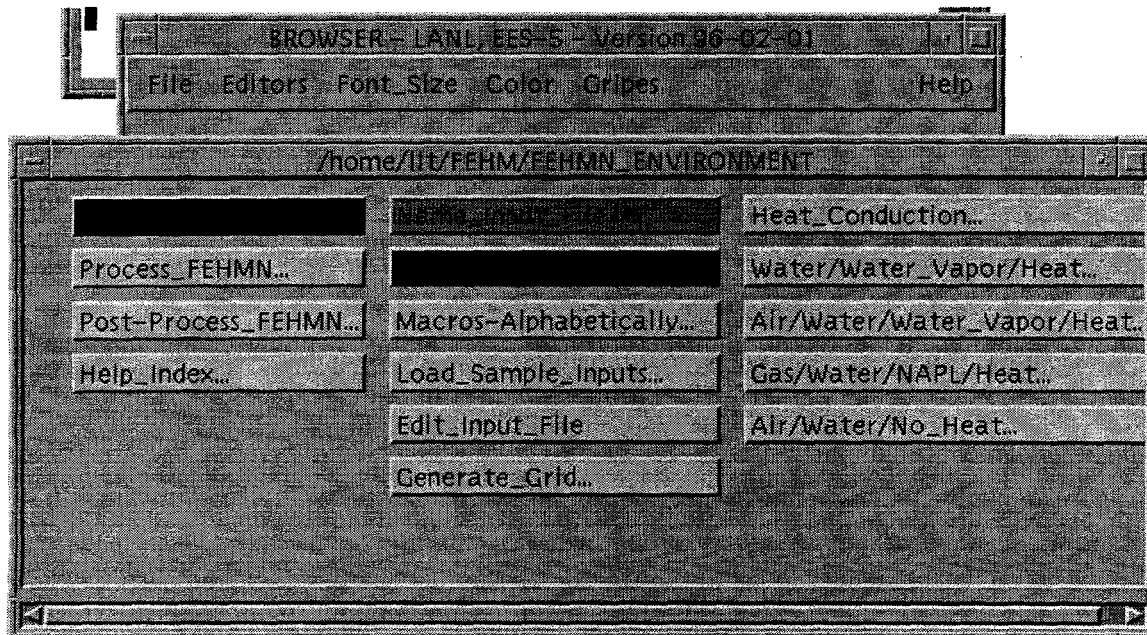 BROWSER - LANL, EES-5 - Version 96-02-01
File Editors Font_Size Color Gripes Help
/home/llt/FEHM/FEHMN_ENVIRONMENT
Heat_Conduction...
Process_FEHMN...
Water/Water_Vapor/Heat...
Post-Process_FEHMN...
Macros-Alphabetically...
Air/Water/Water_Vapor/Heat...
Help_Index...
Load_Sample_Inputs...
Gas/Water/NAPL/Heat...
Edit_Input_File
Air/Water/No_Heat...
Generate_Grid...